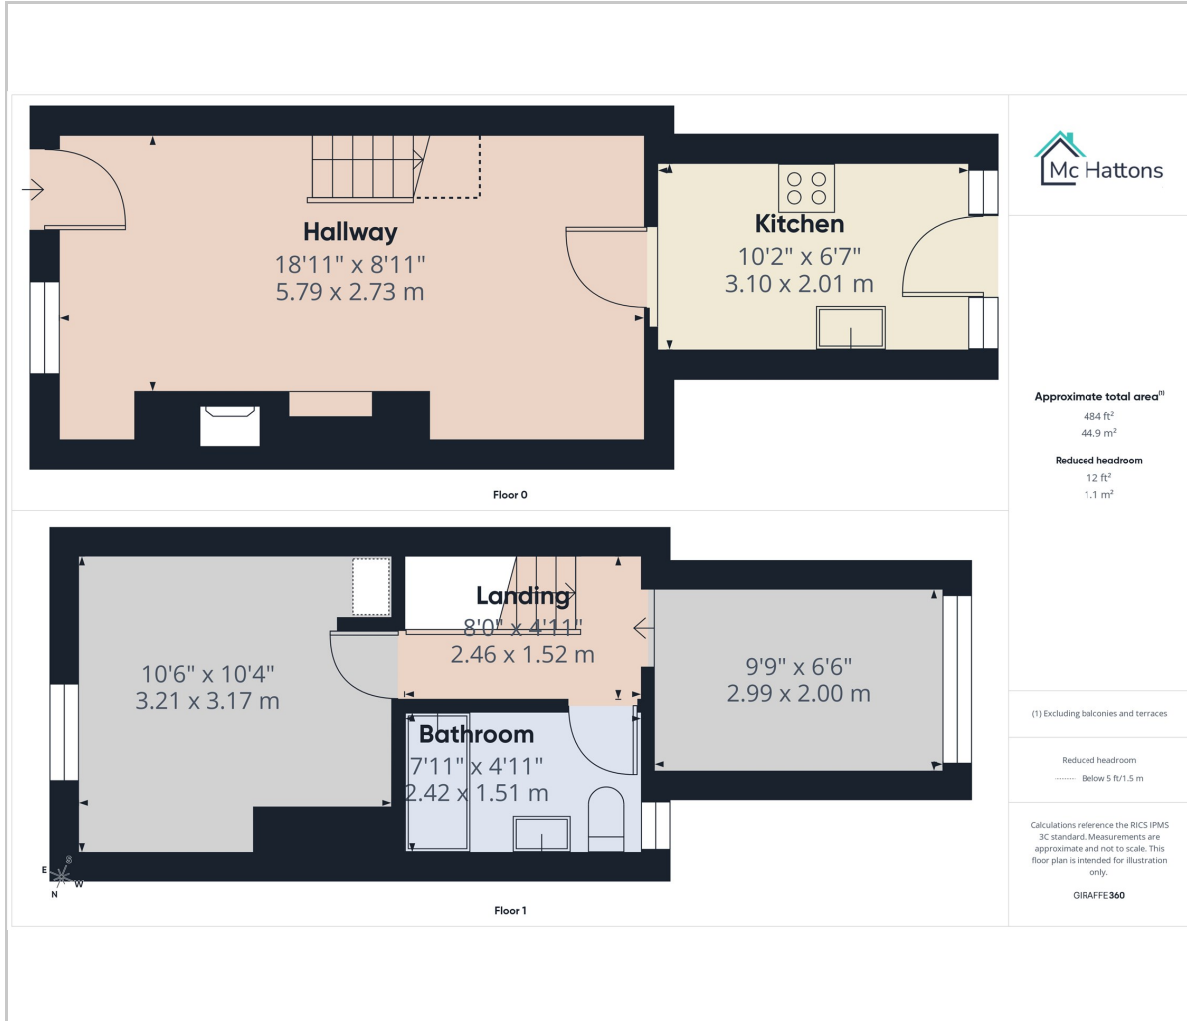 Hallway
18'11" x 8'11"
5.79 x 2.73 m
Kitchen
10'2" x 6'7"
3.10 x 2.01 m
Floor 0
Landing
8'0" x 4'11"
2.46 x 1.52 m
10'6" x 10'4"
3.21 x 3.17 m
9'9" x 6'6"
2.99 x 2.00 m
Bathroom
7'11" x 4'11"
2.42 x 1.51 m
E
S
W
N
Floor 1
Mc Hattons
Approximate total area(1)
484 ft²
44.9 m²
Reduced headroom
12 ft²
1.1 m²
(1) Excluding balconies and terraces
Reduced headroom
Below 5 ft/1.5 m
Calculations reference the RICS IPMS
3C standard. Measurements are
approximate and not to scale. This
floor plan is intended for illustration
only.
GIRAFFE360